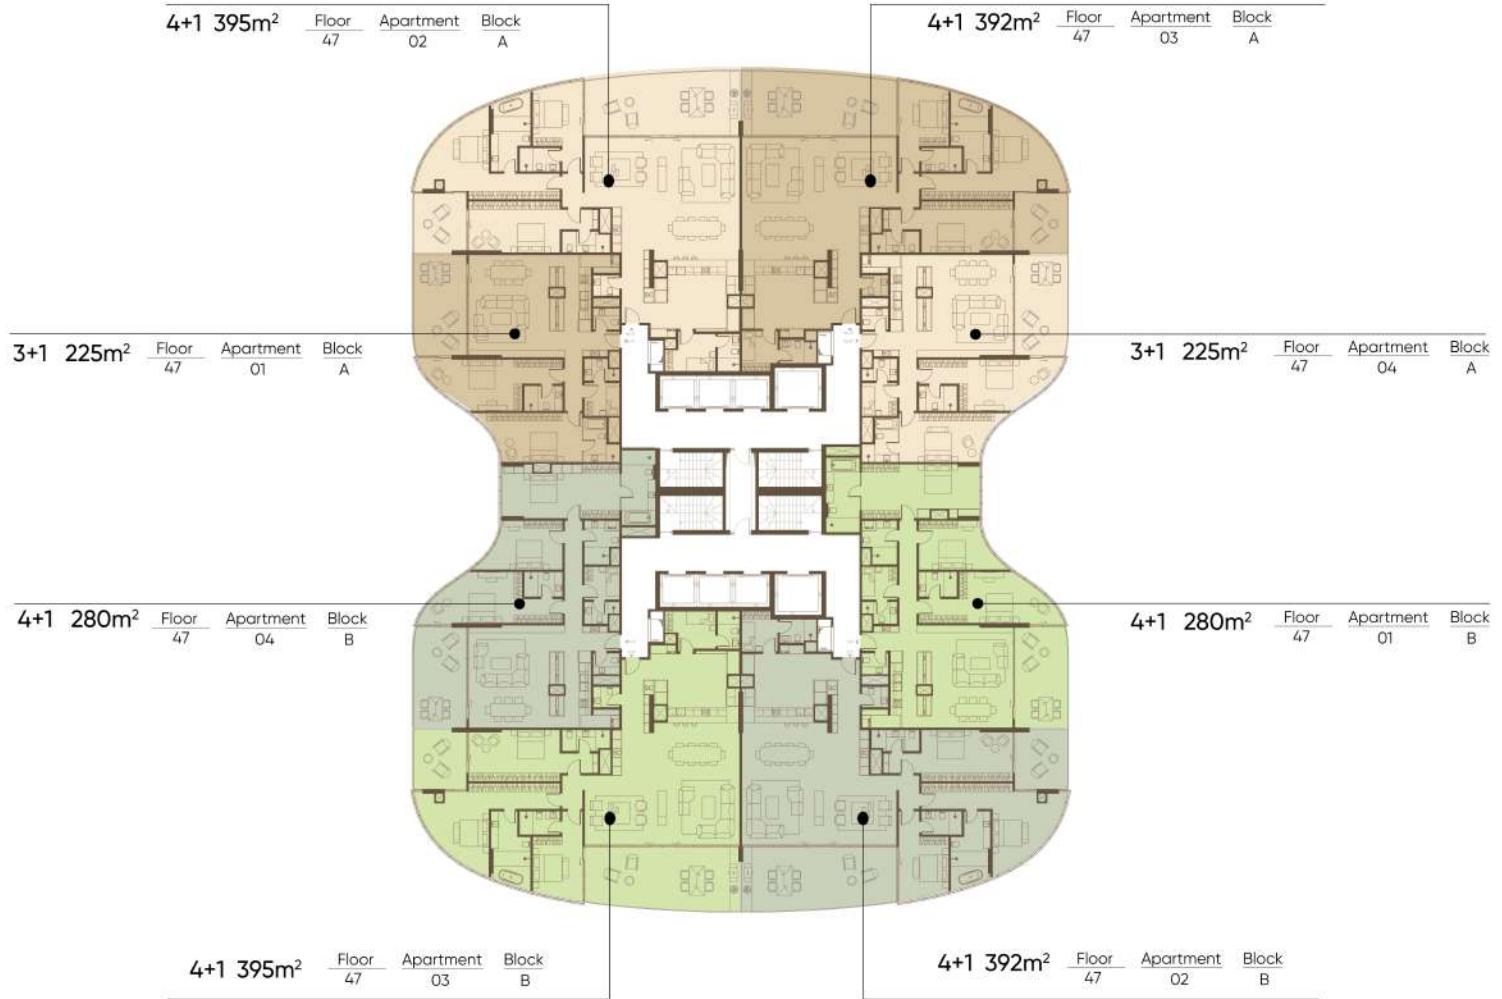 4+1 395m² Floor 47 Apartment 02 Block A
4+1 392m² Floor 47 Apartment 03 Block A
3+1 225m² Floor 47 Apartment 01 Block A
3+1 225m² Floor 47 Apartment 04 Block A
4+1 280m² Floor 47 Apartment 04 Block B
4+1 280m² Floor 47 Apartment 01 Block B
4+1 395m² Floor 47 Apartment 03 Block B
4+1 392m² Floor 47 Apartment 02 Block B